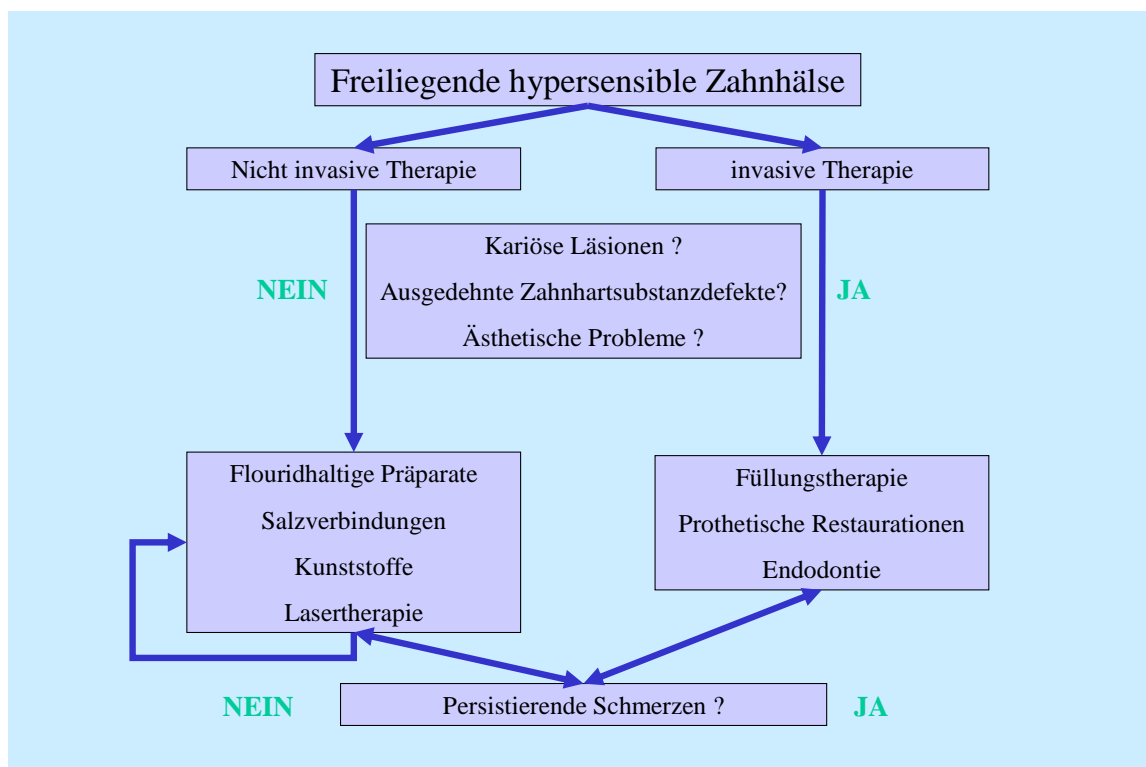 Freiliegende hypersensible Zahnhälse
Nicht invasive Therapie
invasive Therapie
Kariöse Läsionen ?
Ausgedehnte Zahnhartsubstanzdefekte?
Ästhetische Probleme ?
NEIN
JA
Flouridhaltige Präparate
Salzverbindungen
Kunststoffe
Lasertherapie
Füllungstherapie
Prothetische Restaurationen
Endodontie
NEIN
Persistierende Schmerzen ?
JA